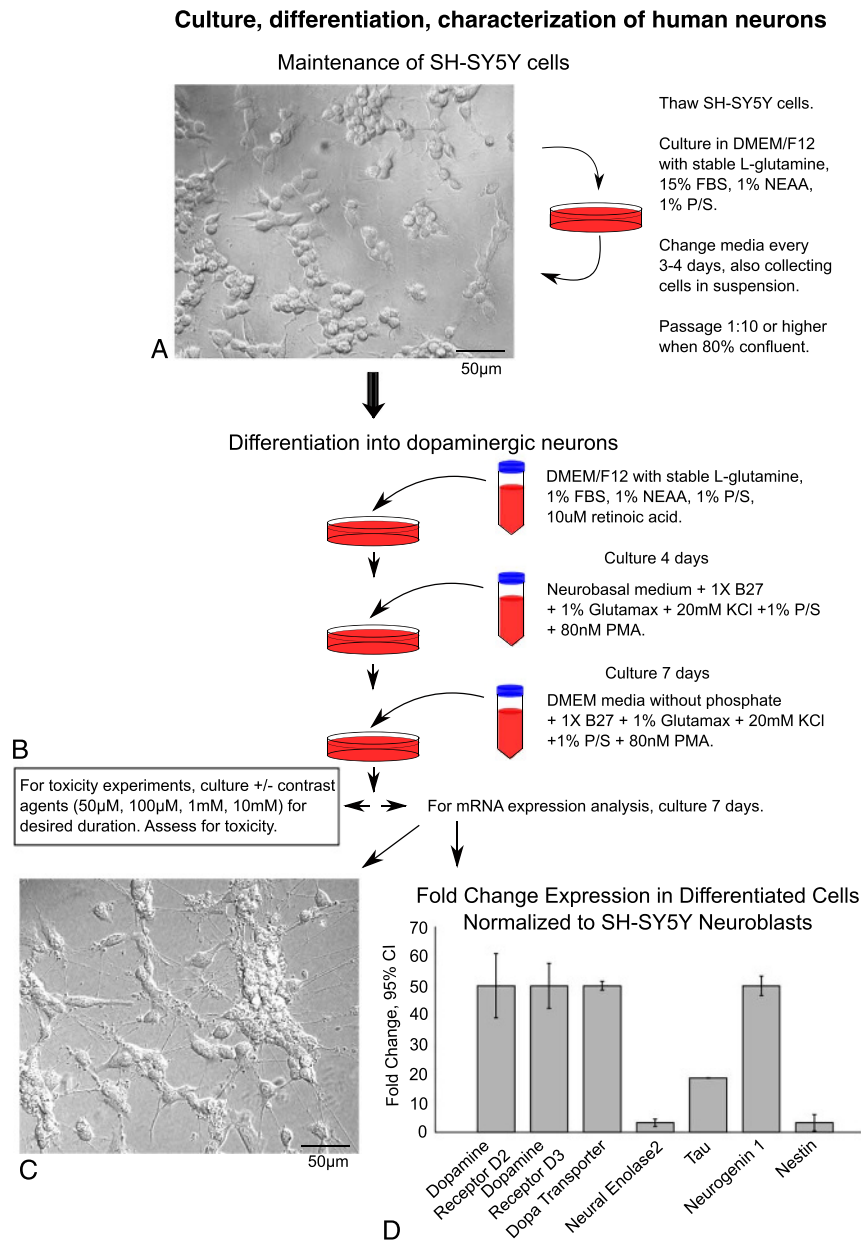 Culture, differentiation, characterization of human neurons
Maintenance of SH-SY5Y cells
Thaw SH-SY5Y cells.
Culture in DMEM/F12
with stable L-glutamine,
15% FBS, 1% NEAA,
1% P/S.
Change media every
3-4 days, also collecting
cells in suspension.
Passage 1:10 or higher
when 80% confluent.
A
50µm
Differentiation into dopaminergic neurons
DMEM/F12 with stable L-glutamine,
1% FBS, 1% NEAA, 1% P/S,
10uM retinoic acid.
Culture 4 days
Neurobasal medium + 1X B27
+ 1% Glutamax + 20mM KCl +1% P/S
+ 80nM PMA.
Culture 7 days
DMEM media without phosphate
+ 1X B27 + 1% Glutamax + 20mM KCl
+1% P/S + 80nM PMA.
B
For toxicity experiments, culture +/- contrast
agents (50µM, 100µM, 1mM, 10mM) for
desired duration. Assess for toxicity.
For mRNA expression analysis, culture 7 days.
C
50µm
Fold Change Expression in Differentiated Cells
Normalized to SH-SY5Y Neuroblasts
Fold Change, 95% CI
70
60
50
40
30
20
10
0
Dopamine
Receptor D2
Dopamine
Receptor D3
Dopa Transporter
Neural Enolase2
Tau
Neurogenin 1
Nestin
D